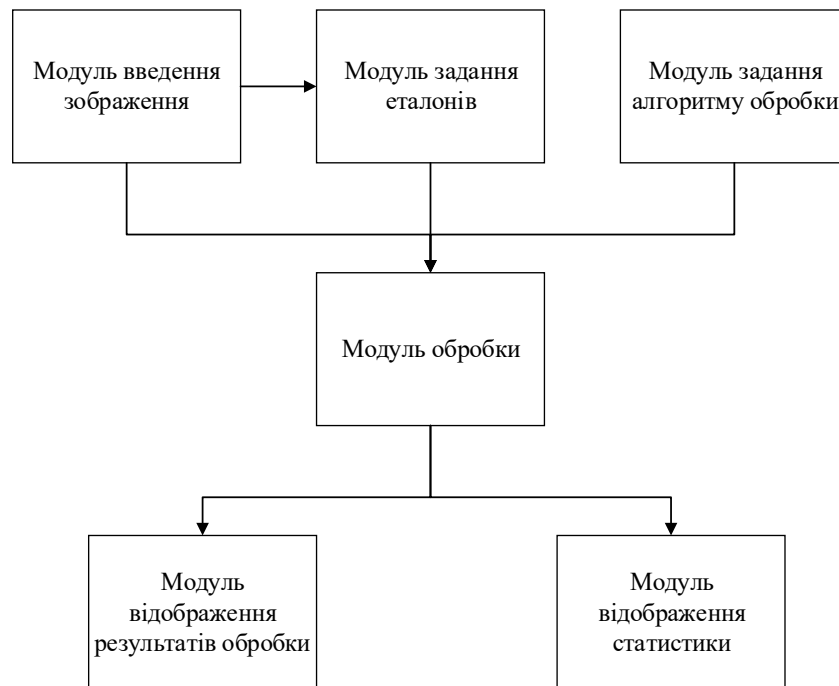 Модуль введення
зображення
Модуль задання
еталонів
Модуль задання
алгоритму обробки
Модуль обробки
Модуль
відображення
результатів обробки
Модуль
відображення
статистики